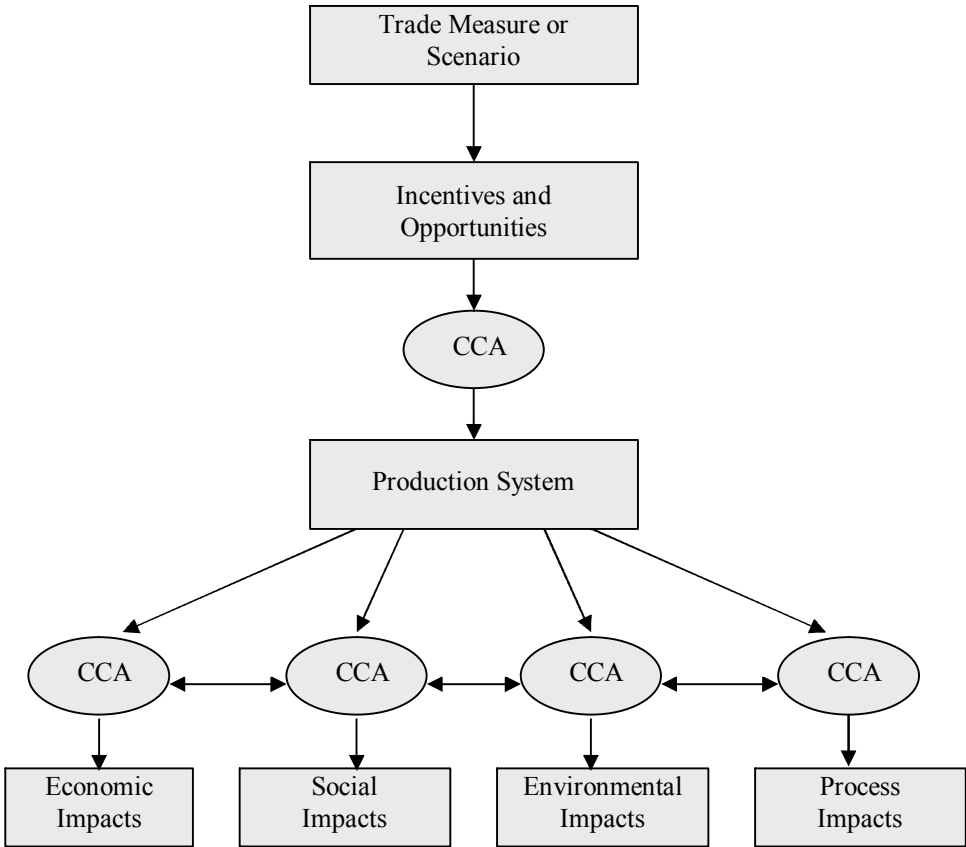 Trade Measure or
Scenario
Incentives and
Opportunities
CCA
Production System
CCA
CCA
CCA
CCA
Economic
Impacts
Social
Impacts
Environmental
Impacts
Process
Impacts